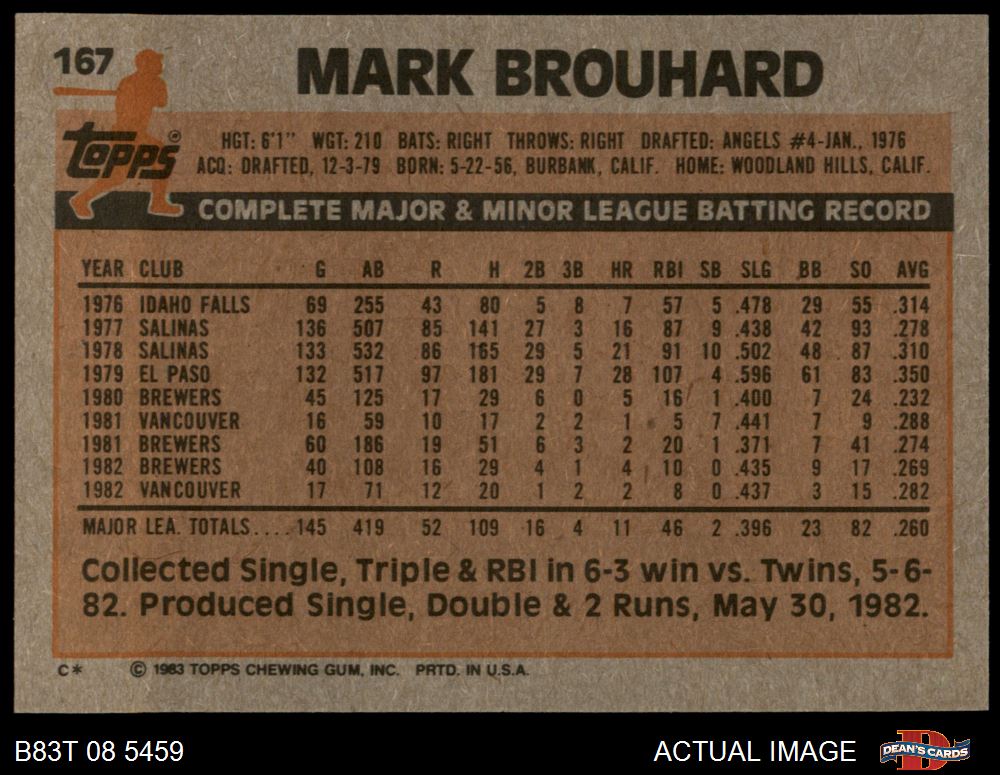 167
MARK BROUHARD
topps ®
HGT: 6'1" WGT: 210 BATS: RIGHT THROWS: RIGHT DRAFTED: ANGELS #4-JAN., 1976
ACQ: DRAFTED, 12-3-79 BORN: 5-22-56, BURBANK, CALIF. HOME: WOODLAND HILLS, CALIF.
COMPLETE MAJOR & MINOR LEAGUE BATTING RECORD
YEAR CLUB G AB R H 2B 3B HR RBI SB SLG BB SO AVG
1976 IDAHO FALLS 69 255 43 80 5 8 7 57 5 .478 29 55 .314
1977 SALINAS 136 507 85 141 27 3 16 87 9 .438 42 93 .278
1978 SALINAS 133 532 86 165 29 5 21 91 10 .502 48 87 .310
1979 EL PASO 132 517 97 181 29 7 28 107 4 .596 61 83 .350
1980 BREWERS 45 125 17 29 6 0 5 16 1 .400 7 24 .232
1981 VANCOUVER 16 59 10 17 2 2 1 5 7 .441 7 9 .288
1981 BREWERS 60 186 19 51 6 3 2 20 1 .371 7 41 .274
1982 BREWERS 40 108 16 29 4 1 4 10 0 .435 9 17 .269
1982 VANCOUVER 17 71 12 20 1 2 2 8 0 .437 3 15 .282
MAJOR LEA. TOTALS.... 145 419 52 109 16 4 11 46 2 .396 23 82 .260
Collected Single, Triple & RBI in 6-3 win vs. Twins, 5-6-
82. Produced Single, Double & 2 Runs, May 30, 1982.
C* © 1983 TOPPS CHEWING GUM, INC. PRTD. IN U.S.A.
B83T 08 5459 ACTUAL IMAGE DEAN'S CARDS